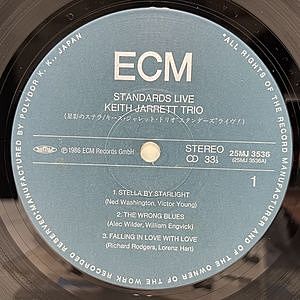 ECM
STANDARDS LIVE
KEITH JARRETT TRIO
(星影のステラ/キース・ジャレット・トリオ"スタンダーズ"ライヴ!)
℗1986 ECM Records GmbH
STEREO
CD 33⅓
25MJ 3536
(25MJ 3536A)
1
1. STELLA BY STARLIGHT
(Ned Washington, Victor Young)
2. THE WRONG BLUES
(Alec Wilder, William Engvick)
3. FALLING IN LOVE WITH LOVE
(Richard Rodgers, Lorenz Hart)
MANUFACTURED BY POLYDOR K. K., JAPAN
ALL RIGHTS OF THE RECORD MANUFACTURER AND OF THE OWNER OF THE WORK RECORDED RESERVED